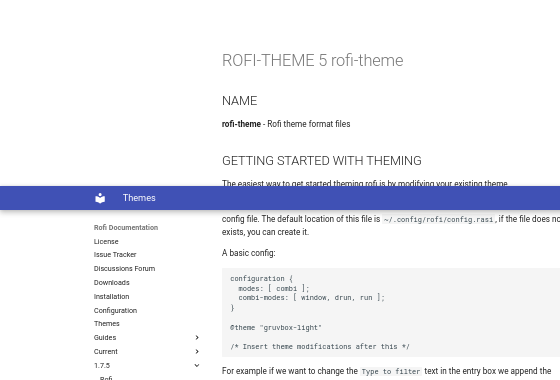 ROFI-THEME 5 rofi-theme
NAME
rofi-theme - Rofi theme format files
GETTING STARTED WITH THEMING
The easiest way to get started theming rofi is by modifying your existing theme.
Themes
config file. The default location of this file is ~/.config/rofi/config.rasi, if the file does
exists, you can create it.
A basic config:
configuration {
modes: [ combi ];
combi-modes: [ window, drun, run ];
}
@theme "gruvbox-light"
/* Insert theme modifications after this */
For example if we want to change the Type to filter text in the entry box we append the
Rofi Documentation
License
Issue Tracker
Discussions Forum
Downloads
Installation
Configuration
Themes
Guides
Current
1.7.5
Rofi